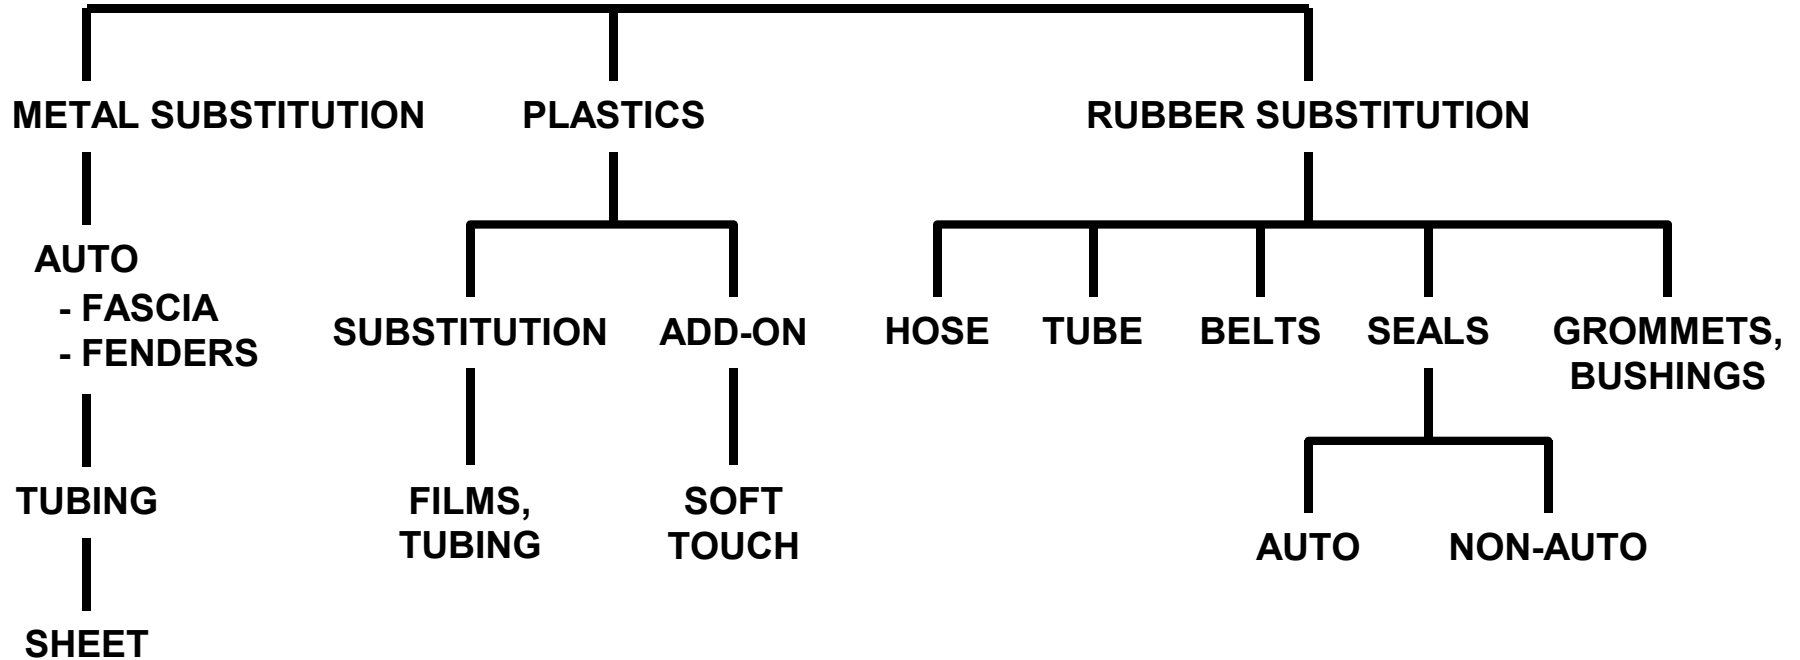 METAL SUBSTITUTION
PLASTICS
RUBBER SUBSTITUTION
AUTO
- FASCIA
- FENDERS
TUBING
SHEET
SUBSTITUTION
ADD-ON
FILMS,
TUBING
SOFT
TOUCH
HOSE
TUBE
BELTS
SEALS
GROMMETS,
BUSHINGS
AUTO
NON-AUTO